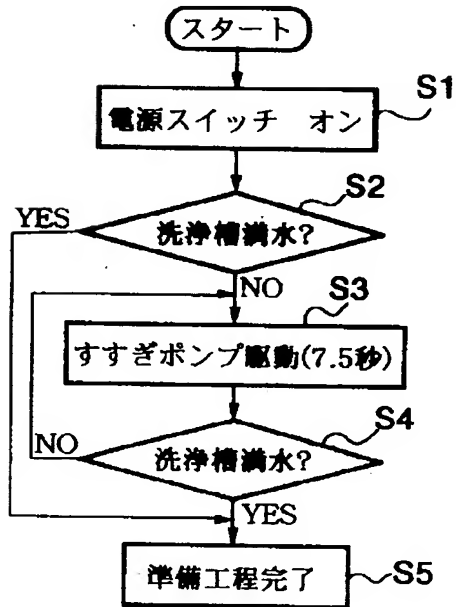 スタート
S1
電源スイッチ オン
S2
YES
洗浄槽満水?
NO
S3
すすぎポンプ駆動(7.5秒)
S4
NO
洗浄槽満水?
YES
S5
準備工程完了